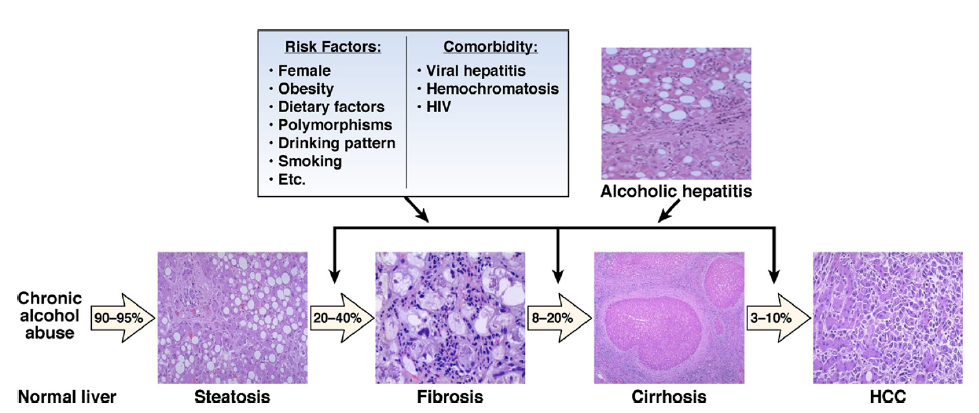 Risk Factors:
• Female
• Obesity
• Dietary factors
• Polymorphisms
• Drinking pattern
• Smoking
• Etc.
Comorbidity:
• Viral hepatitis
• Hemochromatosis
• HIV
Alcoholic hepatitis
Chronic
alcohol
abuse
90–95%
20–40%
8–20%
3–10%
Normal liver
Steatosis
Fibrosis
Cirrhosis
HCC